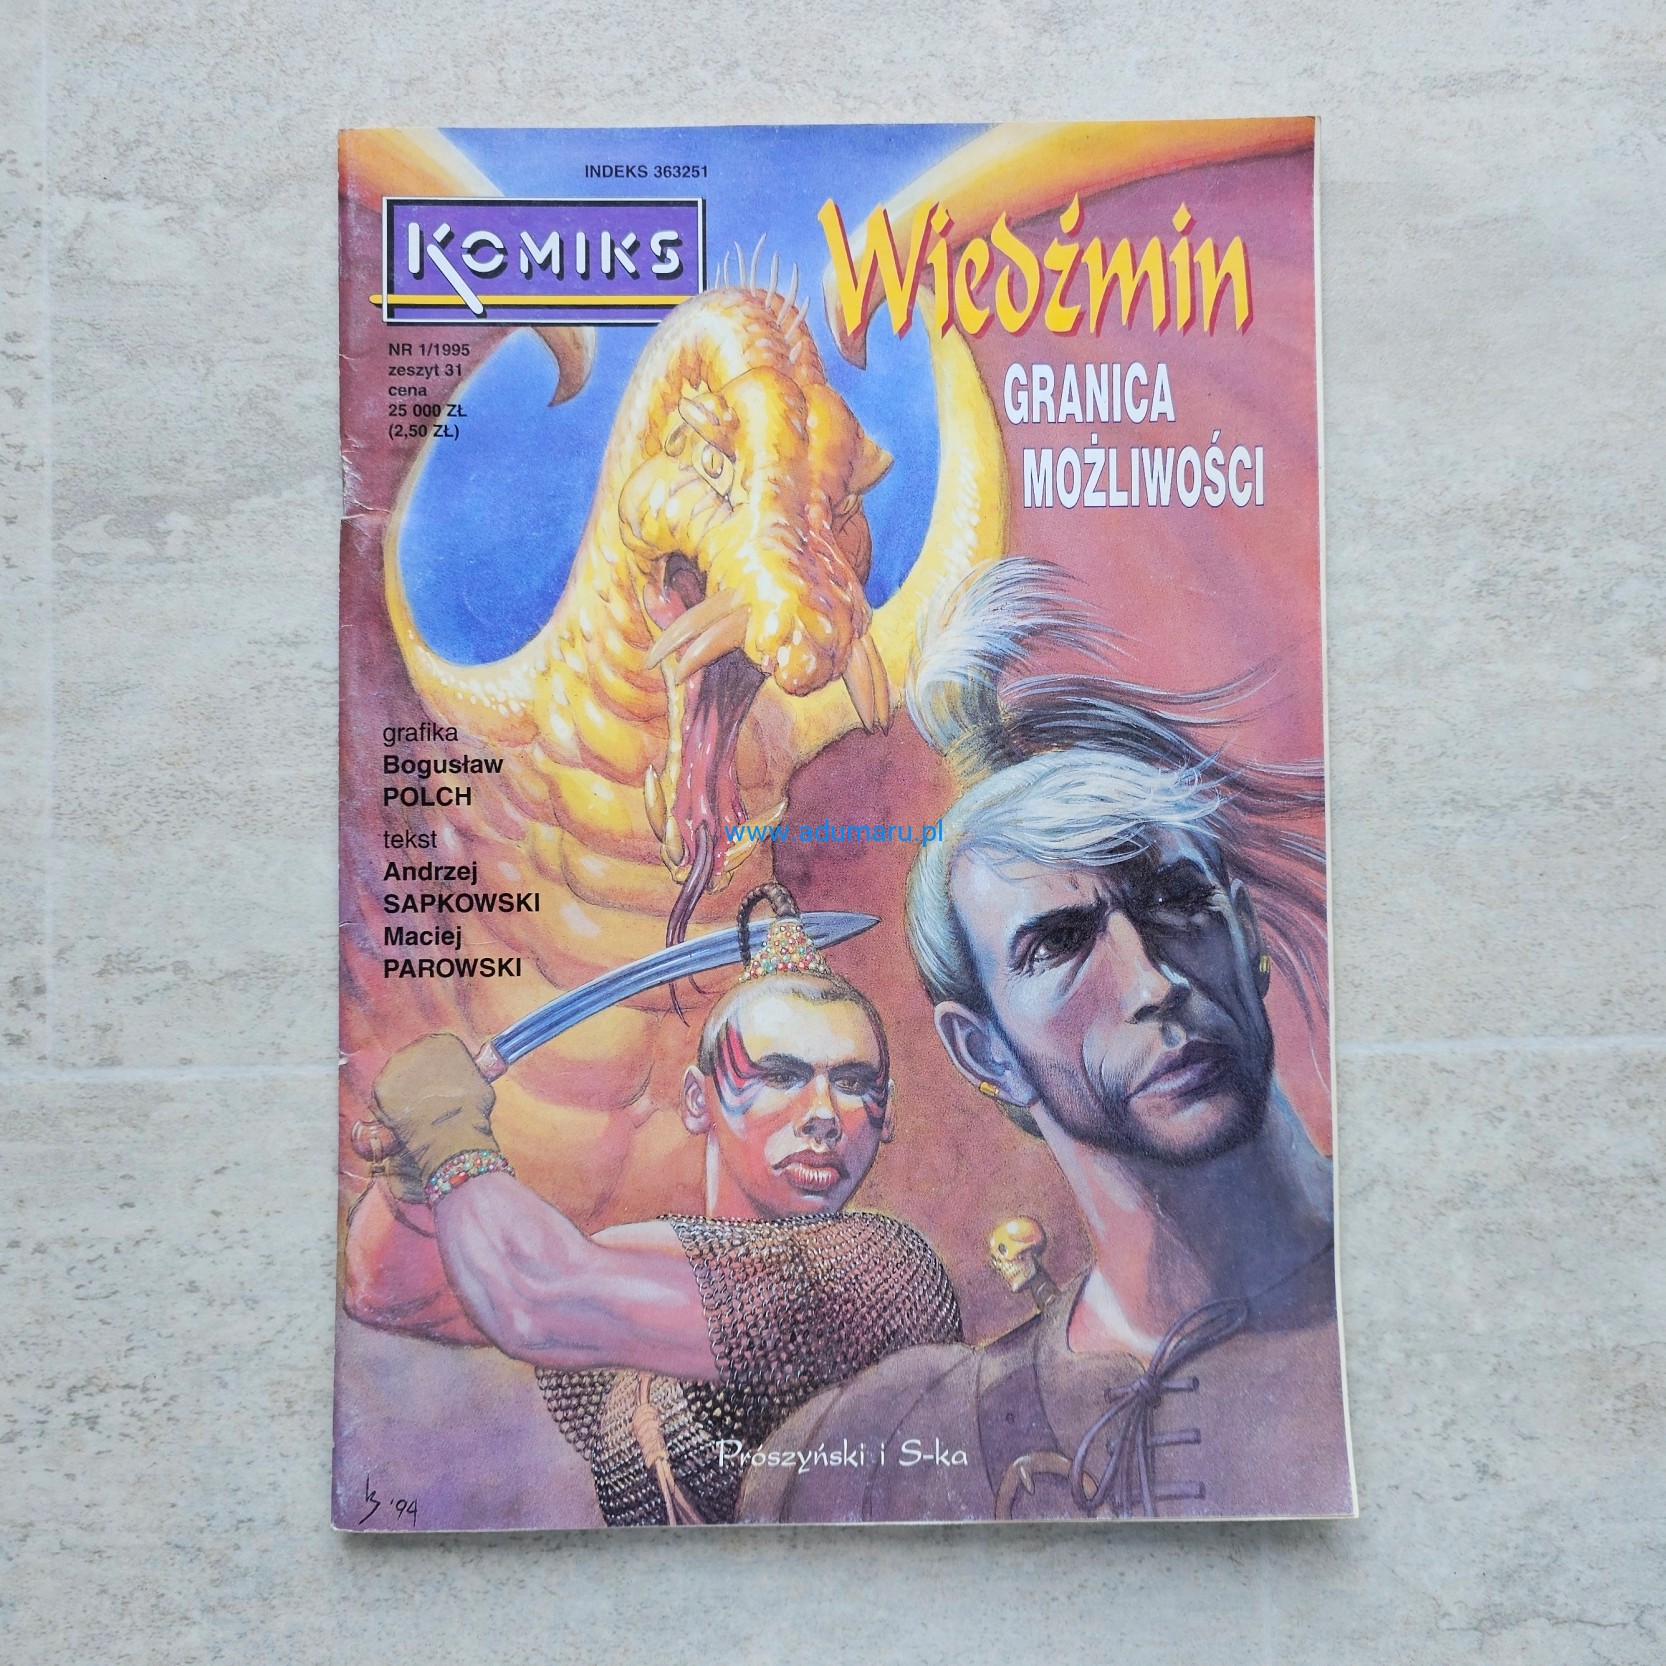 INDEKS 363251
KOMIKS
Wiedźmin
GRANICA
MOŻLIWOŚCI
NR 1/1995
zeszyt 31
cena
25 000 ZŁ
(2,50 ZŁ)
grafika
Bogusław
POLCH
tekst
Andrzej
SAPKOWSKI
Maciej
PAROWSKI
www.adumaru.pl
Prószyński i S-ka
'94